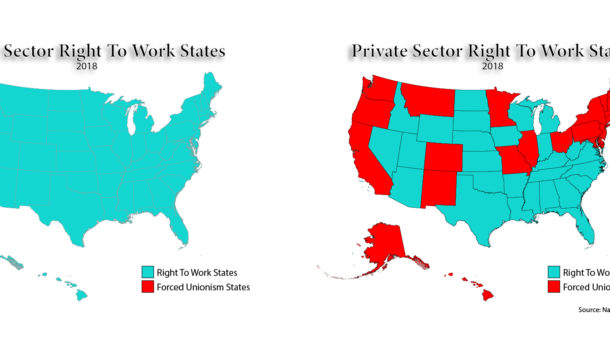 Sector Right To Work States
2018
Right To Work States
Forced Unionism States
Private Sector Right To Work Sta
2018
Right To Wo
Forced Union
Source: Na